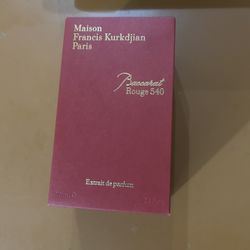 Maison
Francis Kurkdjian
Paris
Baccarat
Rouge 540
Extrait de parfum